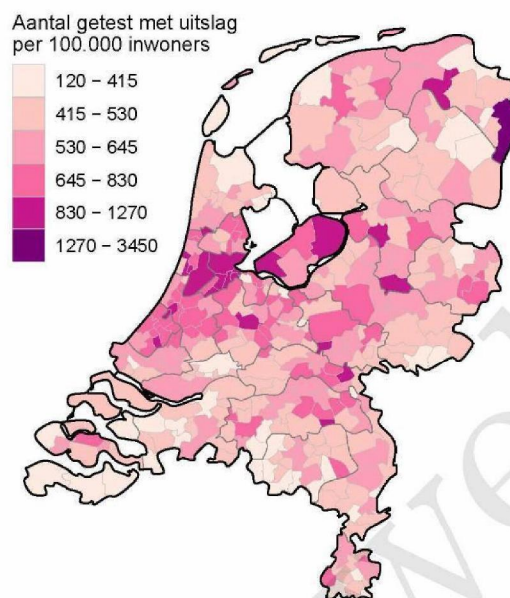 Aantal getest met uitslag
per 100.000 inwoners
120 – 415
415 – 530
530 – 645
645 – 830
830 – 1270
1270 – 3450
we